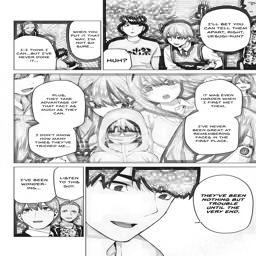 I'LL BET YOU
CAN TELL THEM
APART, RIGHT,
UESUGI-KUN?
HUH?
WHEN YOU
PUT IT THAT
WAY, I'M NOT
SO SURE...
I-I THINK I
CAN...BUT I'VE
NEVER DONE
IT...
IT WAS EVEN
HARDER WHEN I
FIRST MET
THEM.
I'VE NEVER
BEEN GREAT AT
REMEMBERING
FACES IN THE
FIRST PLACE.
PLUS,
THEY TAKE
ADVANTAGE OF
THAT FACT AS
MUCH AS
THEY CAN.
I DON'T KNOW
HOW MANY
TIMES THEY'VE
TRICKED ME...
THEY'VE BEEN
NOTHING BUT
TROUBLE
UNTIL THE
VERY END.
LISTEN TO
THIS GUY.
I'VE BEEN
WONDER-
ING...